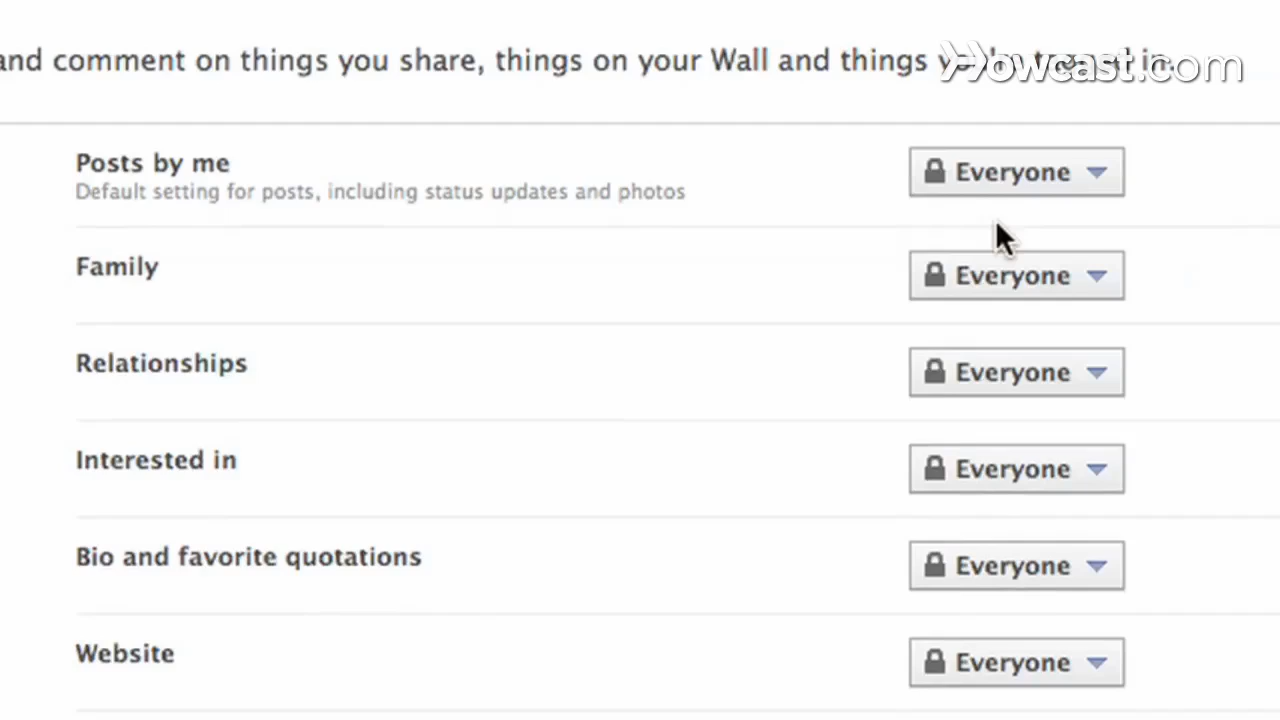 and comment on things you share, things on your Wall and things
Howcast.com
Posts by me
Everyone
Default setting for posts, including status updates and photos
Family
Everyone
Relationships
Everyone
Interested in
Everyone
Bio and favorite quotations
Everyone
Website
Everyone